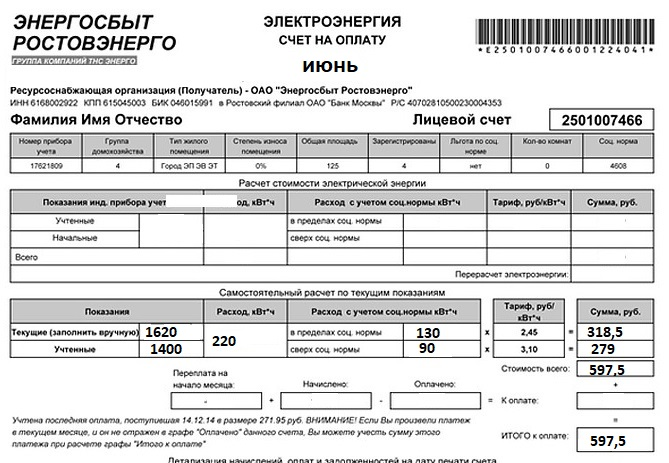 ЭНЕРГОСБЫТ
РОСТОВЭНЕРГО
ГРУППА КОМПАНИЙ ТНС ЭНЕРГО
ЭЛЕКТРОЭНЕРГИЯ
СЧЕТ НА ОПЛАТУ
ИЮНЬ
*E2501007466001224041*
Ресурсоснабжающая организация (Получатель) - ОАО "Энергосбыт Ростовэнерго"
ИНН 6168002922 КПП 615045003 БИК 046015991 в Ростовский филиал ОАО "Банк Москвы" Р/С 40702810500230004353
Фамилия Имя Отчество Лицевой счет 2501007466
Номер прибора учета Группа домохозяйства Тип жилого помещения Степень износа помещения Общая площадь Зарегистрированы Льгота по соц. норме Кол-во комнат Соц. норма
17621809 4 Город ЭП ЭВ ЭТ 0% 125 4 нет 0 4608
Расчет стоимости электрической энергии
Показания инд. прибора учет од, кВт*ч Расход с учетом соц.нормы кВт*ч Тариф, руб/кВт*ч Сумма, руб.
Учтенные в пределах соц. нормы
Начальные сверх соц. нормы
Всего
Перерасчет электроэнергии:
Самостоятельный расчет по текущим показаниям
Показания Расход, кВт*ч Расход с учетом соц.нормы кВт*ч Тариф, руб/кВт*ч Сумма, руб.
Текущие (заполнить вручную) 1620 220 в пределах соц. нормы 130 x 2,45 = 318,5
Учтенные 1400 сверх соц. нормы 90 x 3,10 = 279
Стоимость всего: 597,5
Переплата на начало месяца: Начислено: Оплачено: +
- + - - = К оплате:
=
Учтена последняя оплата, поступившая 14.12.14 в размере 271.95 руб. ВНИМАНИЕ! Если Вы произвели платеж
в текущем месяце, и он не отражен в графе "Оплачено" данного счета, Вы можете учесть сумму этого
платежа при расчете графы "Итого к оплате"
ИТОГО к оплате: 597,5
Детализация начислений, оплат и задолженностей на дату печати счета